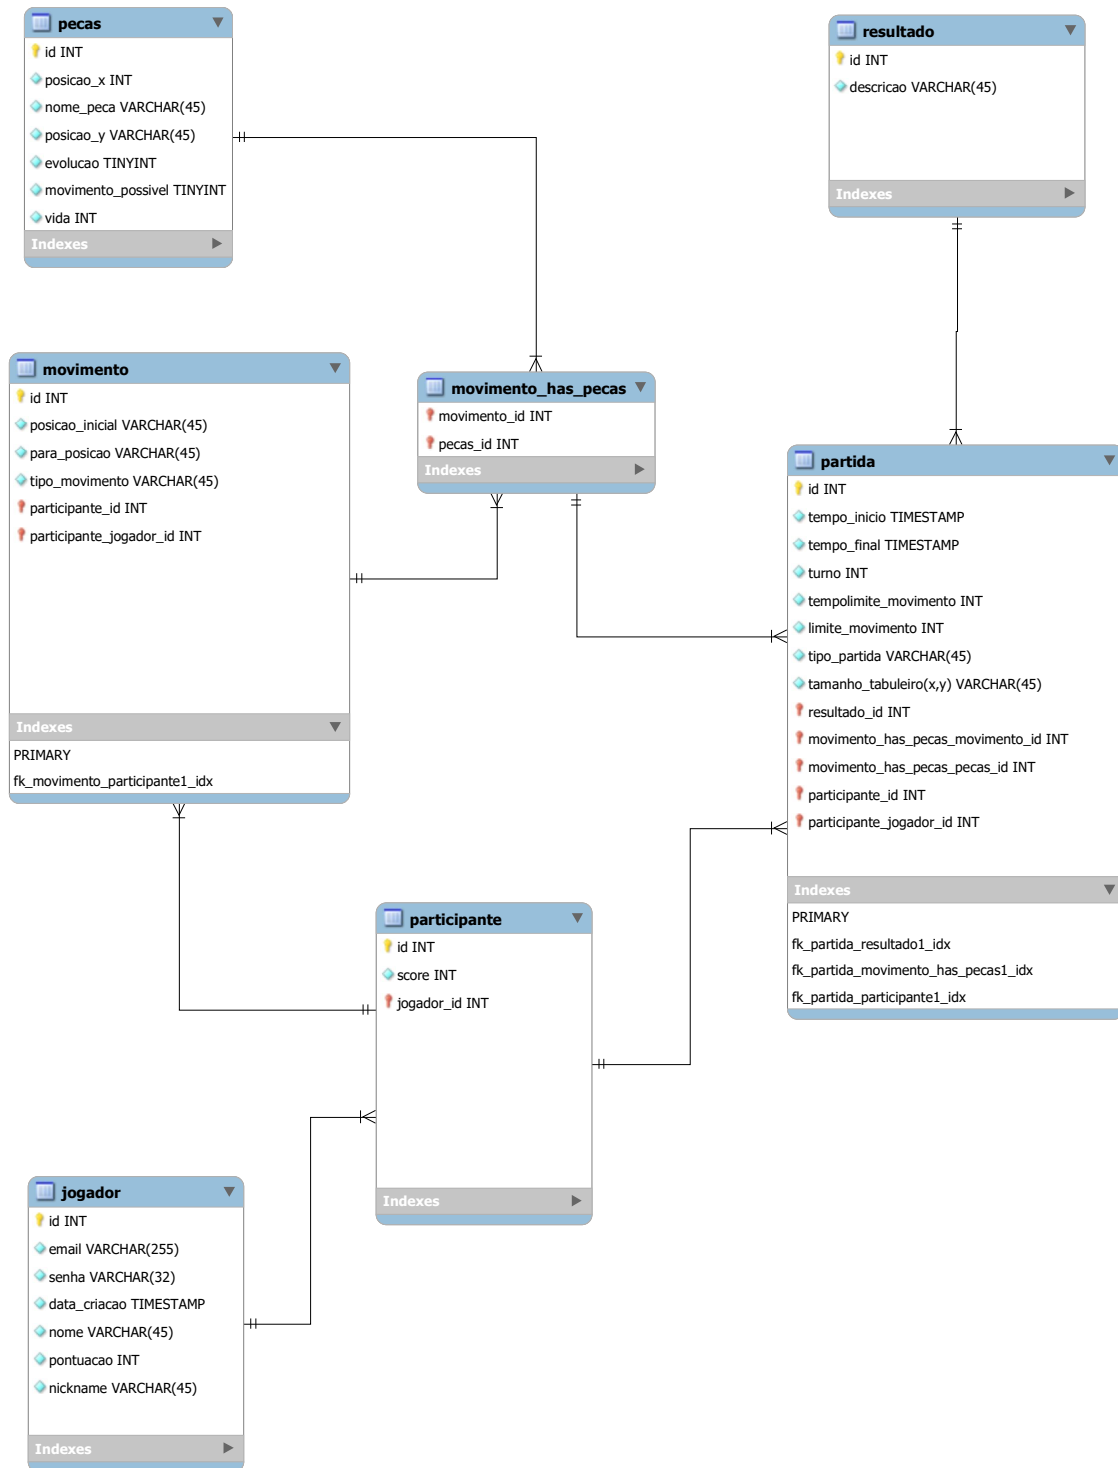 pecas
id INT
posicao_x INT
nome_peca VARCHAR(45)
posicao_y VARCHAR(45)
evolucao TINYINT
movimento_possivel TINYINT
vida INT
Indexes
resultado
id INT
descricao VARCHAR(45)
Indexes
movimento
id INT
posicao_inicial VARCHAR(45)
para_posicao VARCHAR(45)
tipo_movimento VARCHAR(45)
participante_id INT
participante_jogador_id INT
Indexes
PRIMARY
fk_movimento_participante1_idx
movimento_has_pecas
movimento_id INT
pecas_id INT
Indexes
partida
id INT
tempo_inicio TIMESTAMP
tempo_final TIMESTAMP
turno INT
tempolimite_movimento INT
limite_movimento INT
tipo_partida VARCHAR(45)
tamanho_tabuleiro(x,y) VARCHAR(45)
resultado_id INT
movimento_has_pecas_movimento_id INT
movimento_has_pecas_pecas_id INT
participante_id INT
participante_jogador_id INT
Indexes
PRIMARY
fk_partida_resultado1_idx
fk_partida_movimento_has_pecas1_idx
fk_partida_participante1_idx
participante
id INT
score INT
jogador_id INT
Indexes
jogador
id INT
email VARCHAR(255)
senha VARCHAR(32)
data_criacao TIMESTAMP
nome VARCHAR(45)
pontuacao INT
nickname VARCHAR(45)
Indexes